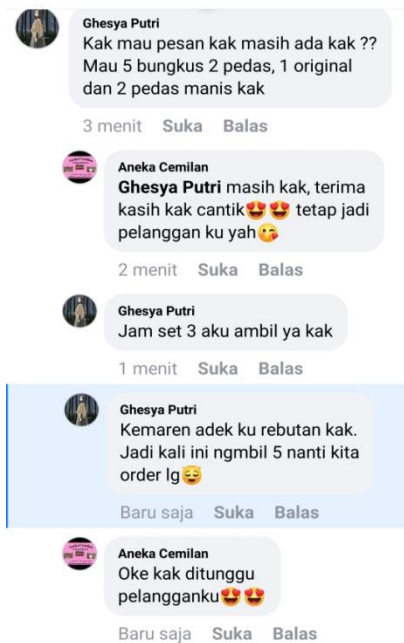 Ghesya Putri
Kak mau pesan kak masih ada kak ??
Mau 5 bungkus 2 pedas, 1 original
dan 2 pedas manis kak
3 menit Suka Balas
Aneka Cemilan
Ghesya Putri masih kak, terima
kasih kak cantik😍😍 tetap jadi
pelanggan ku yah😘
2 menit Suka Balas
Ghesya Putri
Jam set 3 aku ambil ya kak
1 menit Suka Balas
Ghesya Putri
Kemaren adek ku rebutan kak.
Jadi kali ini ngmbil 5 nanti kita
order lg😌
Baru saja Suka Balas
Aneka Cemilan
Oke kak ditunggu
pelangganku😍😍
Baru saja Suka Balas